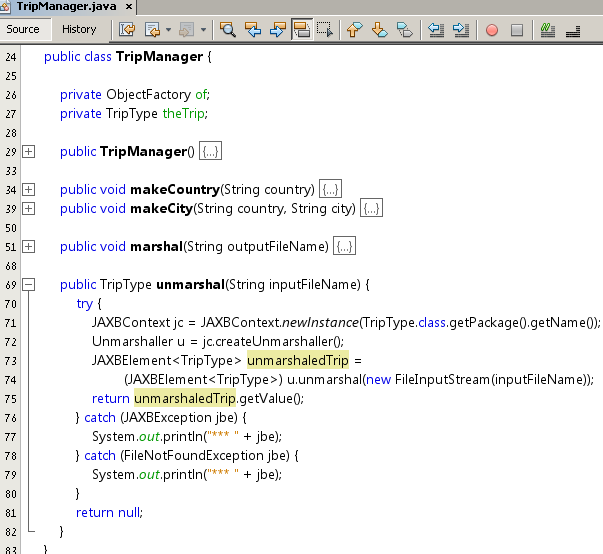 TripManager.java
Source History
24 public class TripManager {
25
26 private ObjectFactory of;
27 private TripType theTrip;
28
29 public TripManager() {...}
33
34 public void makeCountry(String country) {...}
39 public void makeCity(String country, String city) {...}
50
51 public void marshal(String outputFileName) {...}
68
69 public TripType unmarshal(String inputFileName) {
70 try {
71 JAXBContext jc = JAXBContext.newInstance(TripType.class.getPackage().getName());
72 Unmarshaller u = jc.createUnmarshaller();
73 JAXBElement<TripType> unmarshaledTrip =
74 (JAXBElement<TripType>) u.unmarshal(new FileInputStream(inputFileName));
75 return unmarshaledTrip.getValue();
76 } catch (JAXBException jbe) {
77 System.out.println("*** " + jbe);
78 } catch (FileNotFoundException jbe) {
79 System.out.println("*** " + jbe);
80 }
81 return null;
82 }
83 }